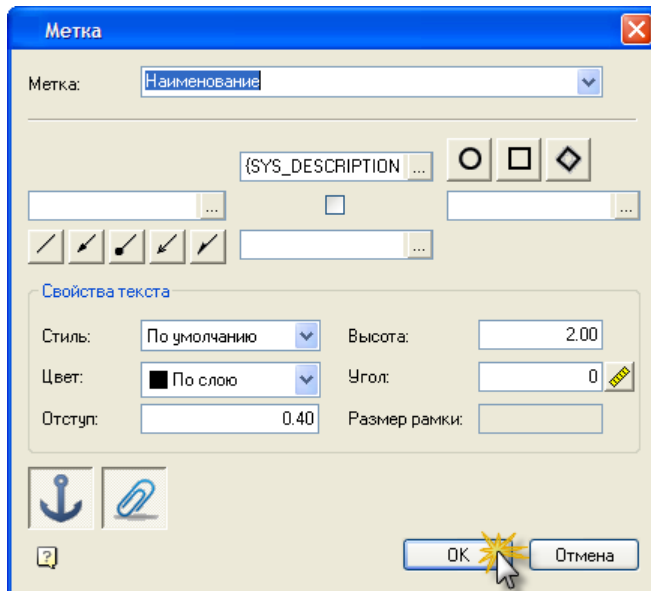 Метка
Метка: Наименование
{SYS_DESCRIPTION ...
... ...
...
Свойства текста
Стиль: По умолчанию Высота: 2.00
Цвет: По слою Угол: 0
Отступ: 0.40 Размер рамки:
? OK Отмена